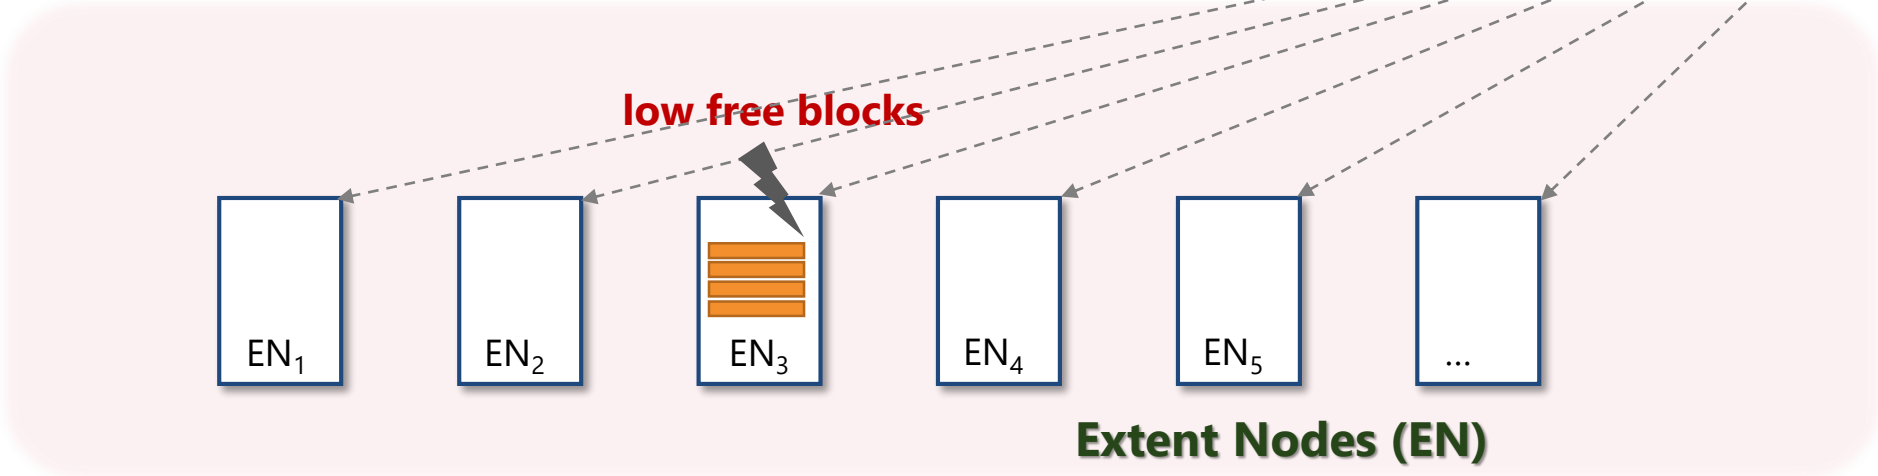 low free blocks
EN1
EN2
EN3
EN4
EN5
...
Extent Nodes (EN)